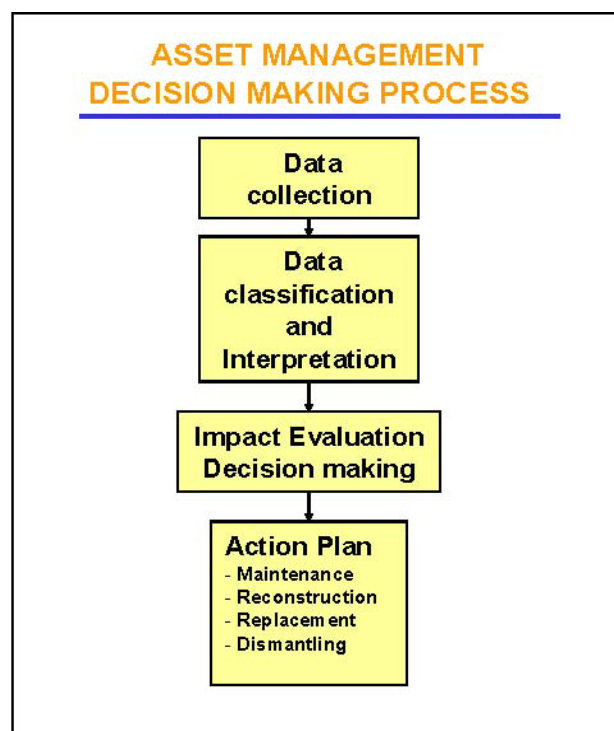 ASSET MANAGEMENT
DECISION MAKING PROCESS
Data
collection
Data
classification
and
Interpretation
Impact Evaluation
Decision making
Action Plan
- Maintenance
- Reconstruction
- Replacement
- Dismantling